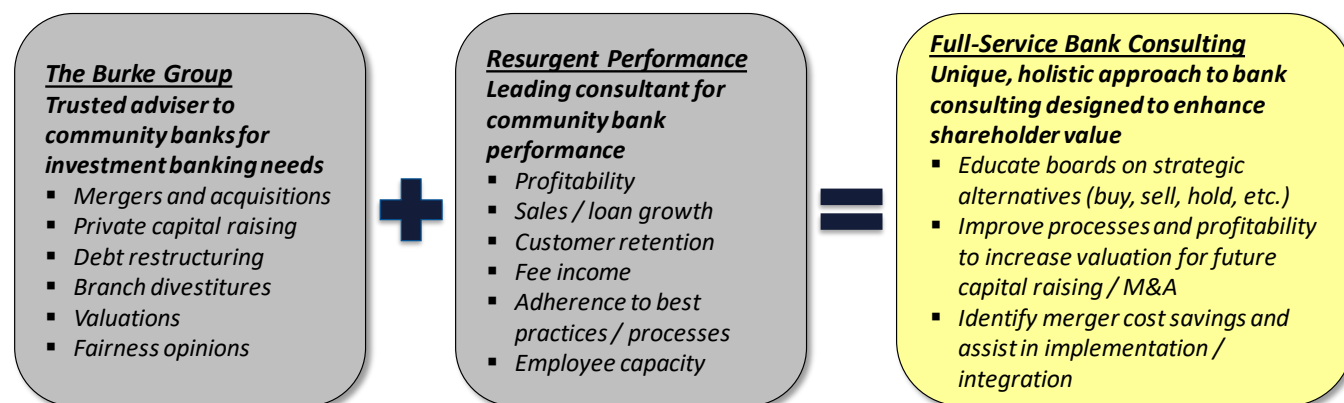 The Burke Group
Trusted adviser to
community banks for
investment banking needs
▪ Mergers and acquisitions
▪ Private capital raising
▪ Debt restructuring
▪ Branch divestitures
▪ Valuations
▪ Fairness opinions
Resurgent Performance
Leading consultant for
community bank
performance
▪ Profitability
▪ Sales / loan growth
▪ Customer retention
▪ Fee income
▪ Adherence to best
practices / processes
▪ Employee capacity
Full-Service Bank Consulting
Unique, holistic approach to bank
consulting designed to enhance
shareholder value
▪ Educate boards on strategic
alternatives (buy, sell, hold, etc.)
▪ Improve processes and profitability
to increase valuation for future
capital raising / M&A
▪ Identify merger cost savings and
assist in implementation /
integration